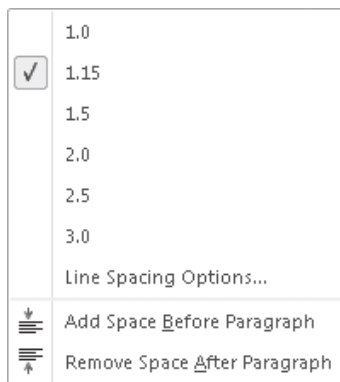 1.0
1.15
1.5
2.0
2.5
3.0
Line Spacing Options...
Add Space Before Paragraph
Remove Space After Paragraph